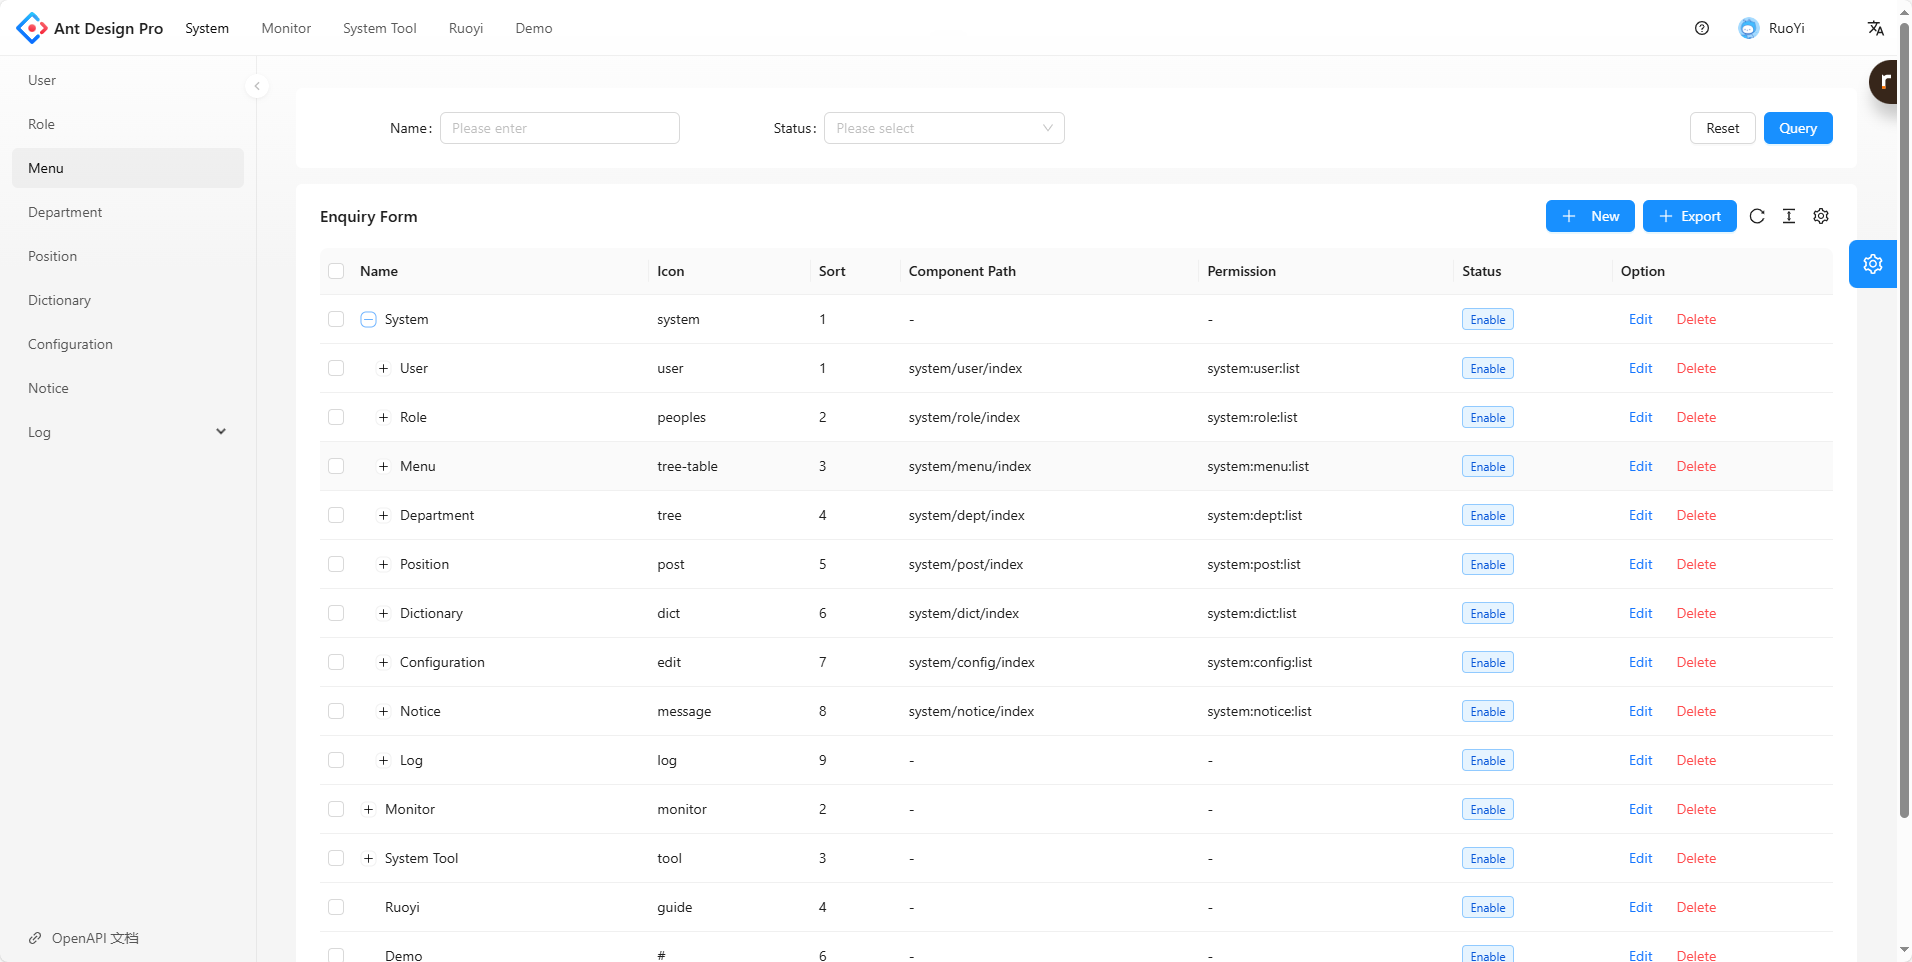 Ant Design Pro System Monitor System Tool Ruoyi Demo RuoYi
User
Role
Menu
Department
Position
Dictionary
Configuration
Notice
Log
OpenAPI 文档
Name: Please enter Status: Please select Reset Query
Enquiry Form New Export
Name Icon Sort Component Path Permission Status Option
System system 1 - - Enable Edit Delete
User user 1 system/user/index system:user:list Enable Edit Delete
Role peoples 2 system/role/index system:role:list Enable Edit Delete
Menu tree-table 3 system/menu/index system:menu:list Enable Edit Delete
Department tree 4 system/dept/index system:dept:list Enable Edit Delete
Position post 5 system/post/index system:post:list Enable Edit Delete
Dictionary dict 6 system/dict/index system:dict:list Enable Edit Delete
Configuration edit 7 system/config/index system:config:list Enable Edit Delete
Notice message 8 system/notice/index system:notice:list Enable Edit Delete
Log log 9 - - Enable Edit Delete
Monitor monitor 2 - - Enable Edit Delete
System Tool tool 3 - - Enable Edit Delete
Ruoyi guide 4 - - Enable Edit Delete
Demo # 6 - - Enable Edit Delete